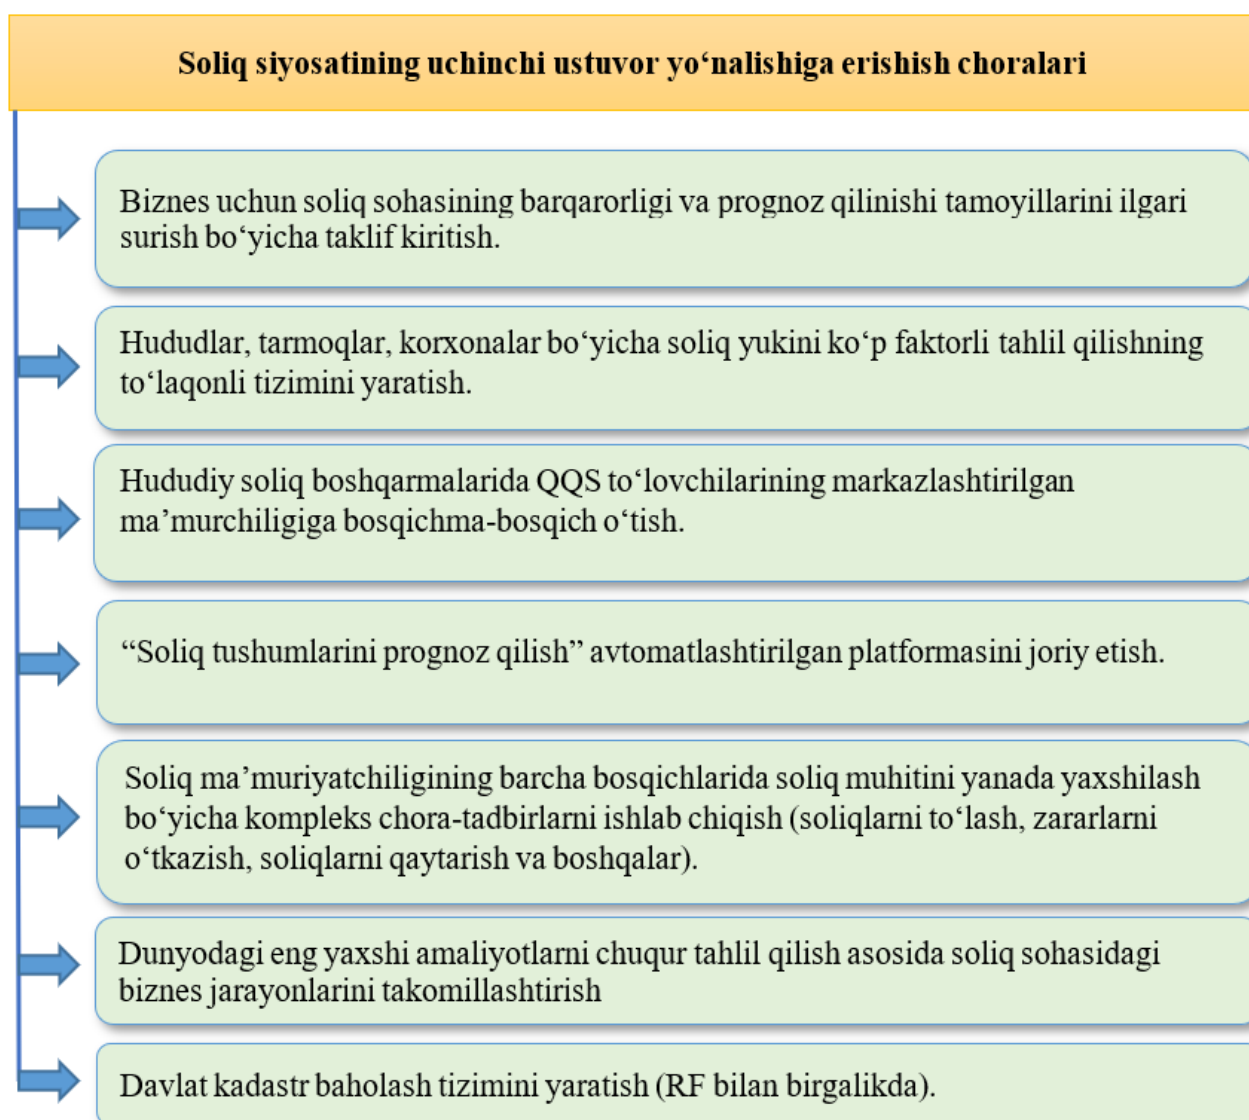 Soliq siyosatining uchinchi ustuvor yo‘nalishiga erishish choralari
Biznes uchun soliq sohasining barqarorligi va prognoz qilinishi tamoyillarini ilgari
surish bo‘yicha taklif kiritish.
Hududlar, tarmoqlar, korxonalar bo‘yicha soliq yukini ko‘p faktorli tahlil qilishning
to‘laqonli tizimini yaratish.
Hududiy soliq boshqarmalarida QQS to‘lovchilarining markazlashtirilgan
ma’murchiligiga bosqichma-bosqich o‘tish.
“Soliq tushumlarini prognoz qilish” avtomatlashtirilgan platformasini joriy etish.
Soliq ma’muriyatchiligining barcha bosqichlarida soliq muhitini yanada yaxshilash
bo‘yicha kompleks chora-tadbirlarni ishlab chiqish (soliqlarni to‘lash, zararlarni
o‘tkazish, soliqlarni qaytarish va boshqalar).
Dunyodagi eng yaxshi amaliyotlarni chuqur tahlil qilish asosida soliq sohasidagi
biznes jarayonlarini takomillashtirish
Davlat kadastr baholash tizimini yaratish (RF bilan birgalikda).